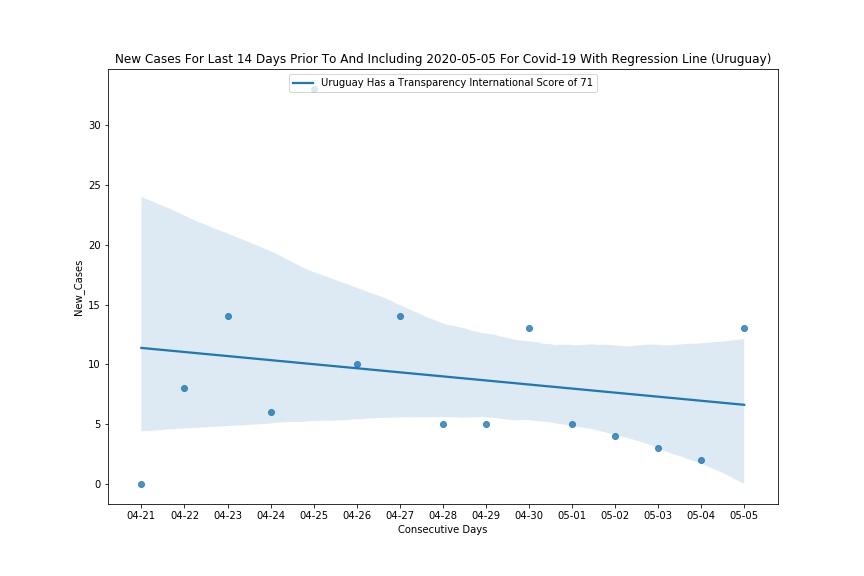 New Cases For Last 14 Days Prior To And Including 2020-05-05 For Covid-19 With Regression Line (Uruguay)
Uruguay Has a Transparency International Score of 71
30
25
20
15
10
5
0
New_Cases
04-21 04-22 04-23 04-24 04-25 04-26 04-27 04-28 04-29 04-30 05-01 05-02 05-03 05-04 05-05
Consecutive Days